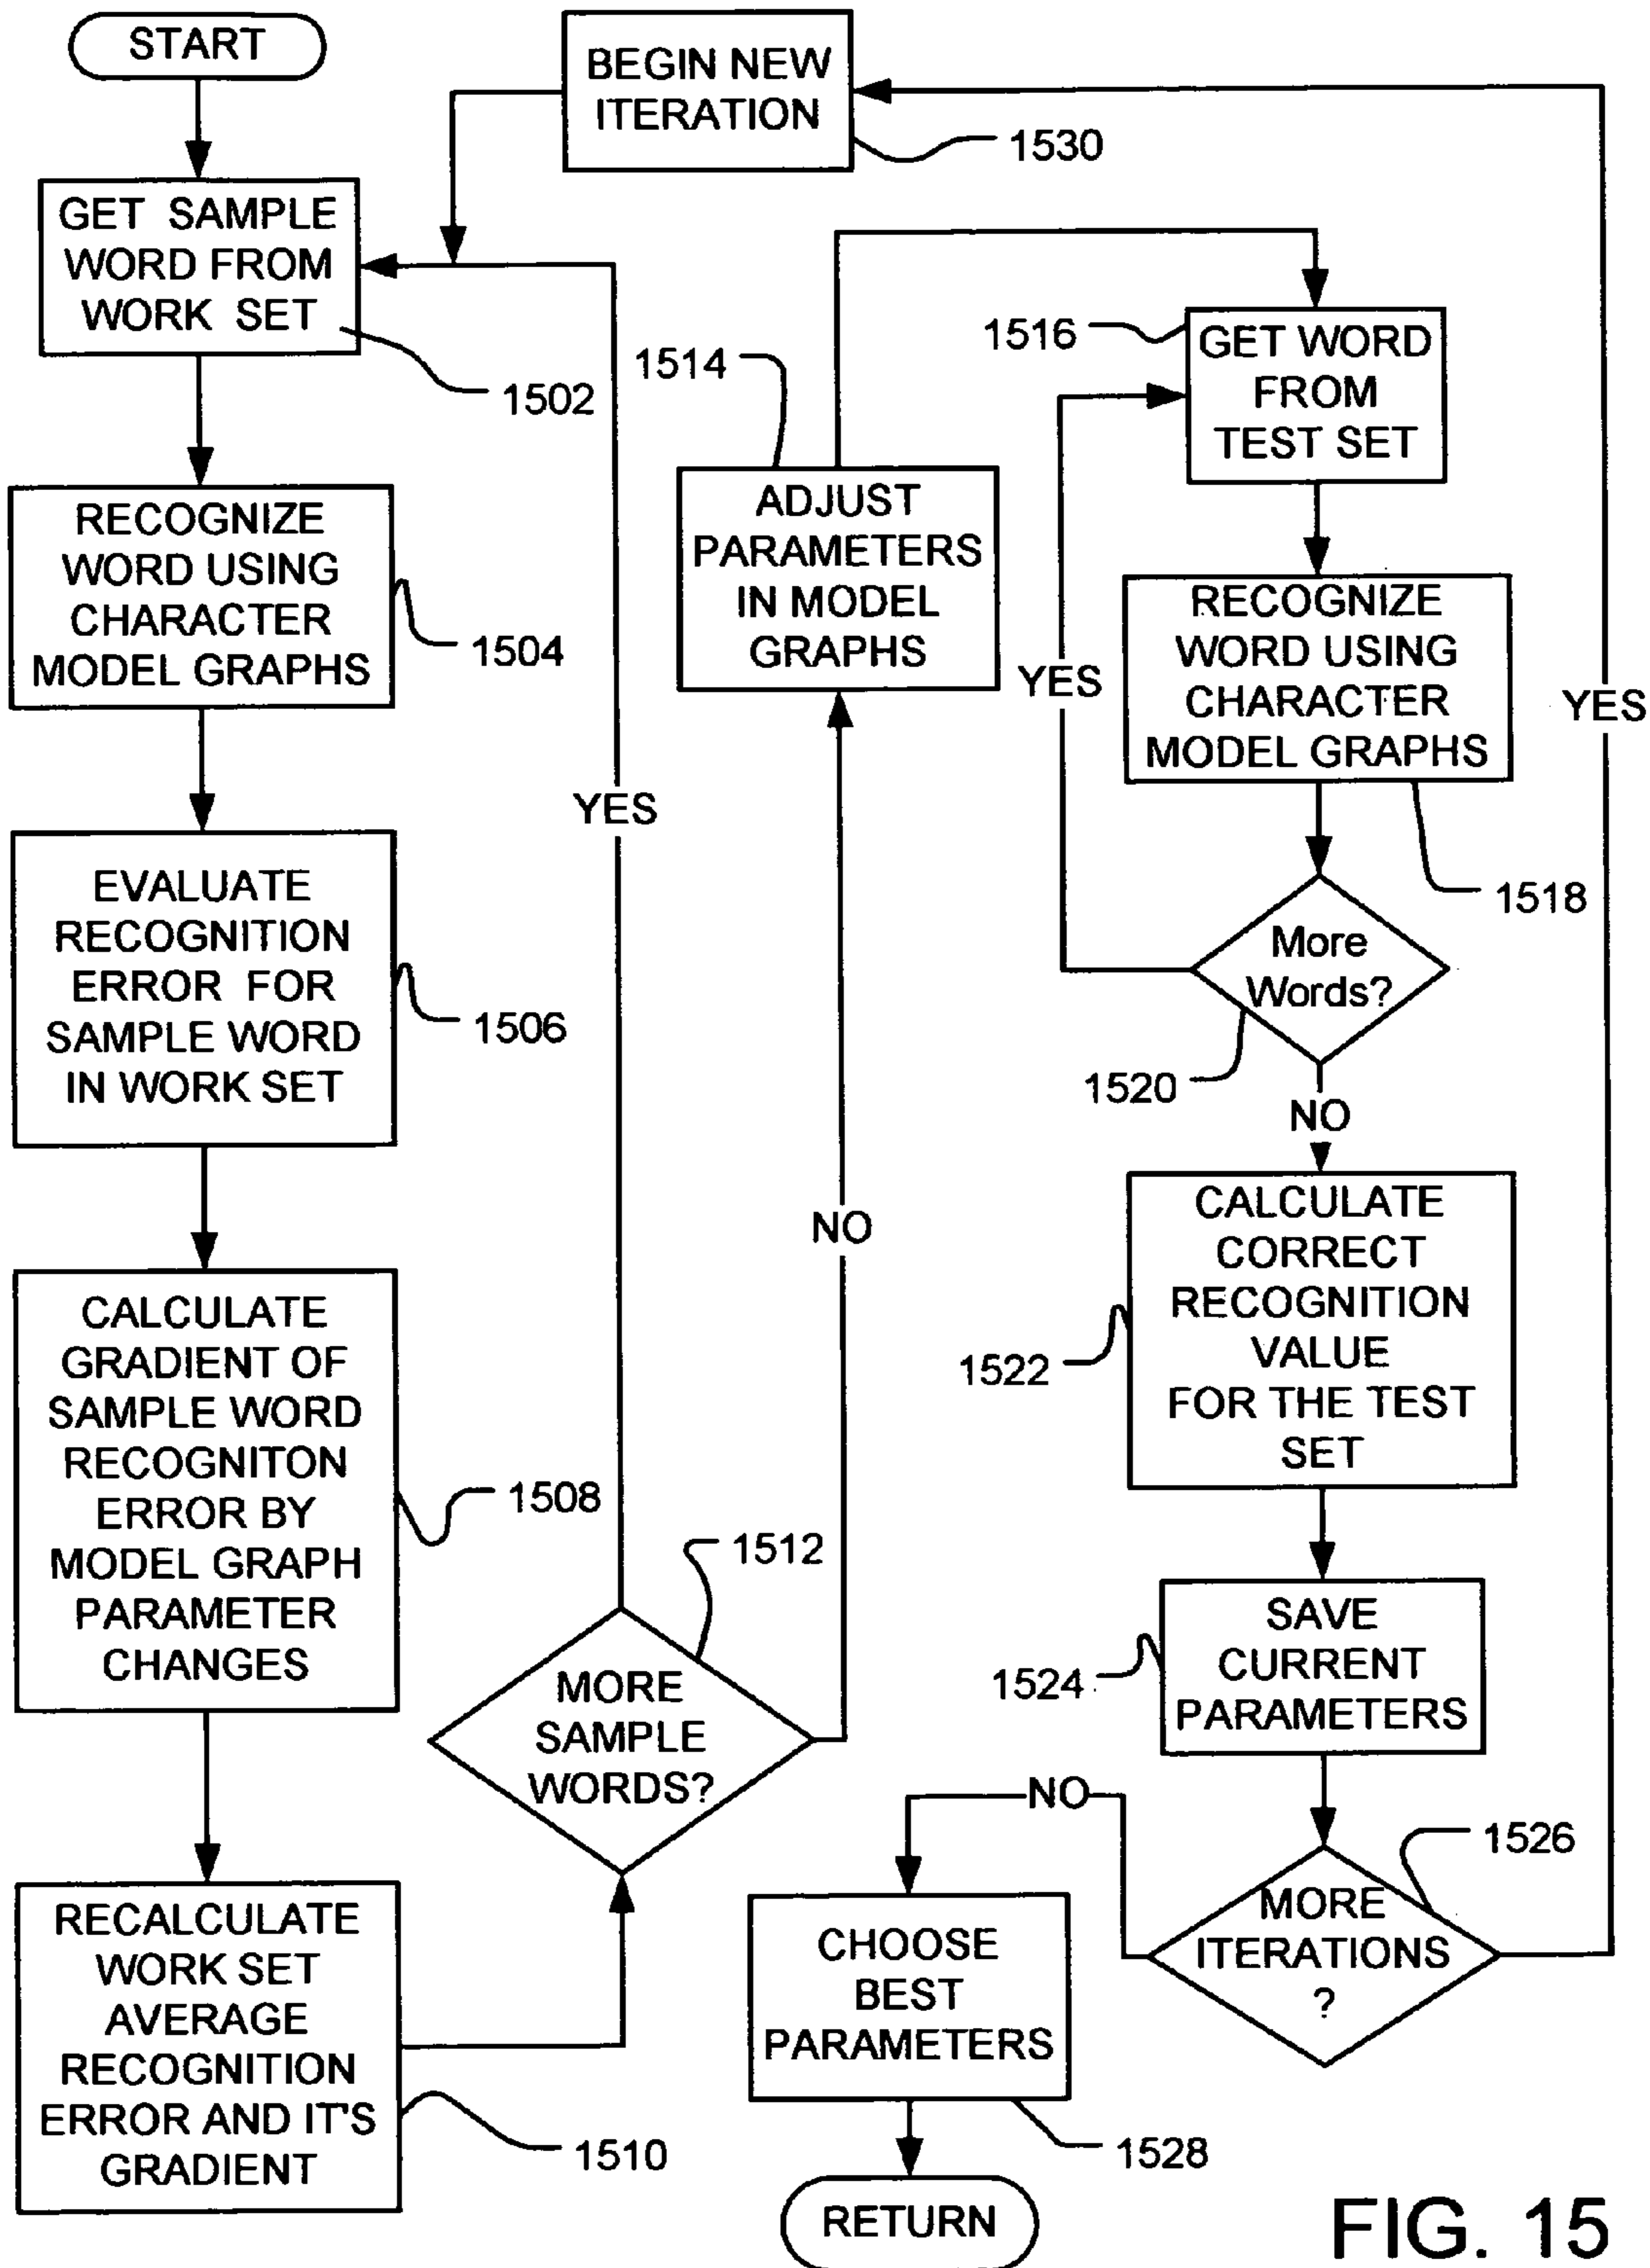 START
BEGIN NEW
ITERATION
1530
GET SAMPLE
WORD FROM
WORK SET
1502
RECOGNIZE
WORD USING
CHARACTER
MODEL GRAPHS
1504
EVALUATE
RECOGNITION
ERROR FOR
SAMPLE WORD
IN WORK SET
1506
CALCULATE
GRADIENT OF
SAMPLE WORD
RECOGNITON
ERROR BY
MODEL GRAPH
PARAMETER
CHANGES
1508
RECALCULATE
WORK SET
AVERAGE
RECOGNITION
ERROR AND IT'S
GRADIENT
1510
MORE
SAMPLE
WORDS?
1512
YES
NO
1514
ADJUST
PARAMETERS
IN MODEL
GRAPHS
1516
GET WORD
FROM
TEST SET
RECOGNIZE
WORD USING
CHARACTER
MODEL GRAPHS
1518
More
Words?
1520
YES
NO
CALCULATE
CORRECT
RECOGNITION
VALUE
FOR THE TEST
SET
1522
SAVE
CURRENT
PARAMETERS
1524
MORE
ITERATIONS
?
1526
YES
NO
CHOOSE
BEST
PARAMETERS
1528
RETURN
FIG. 15